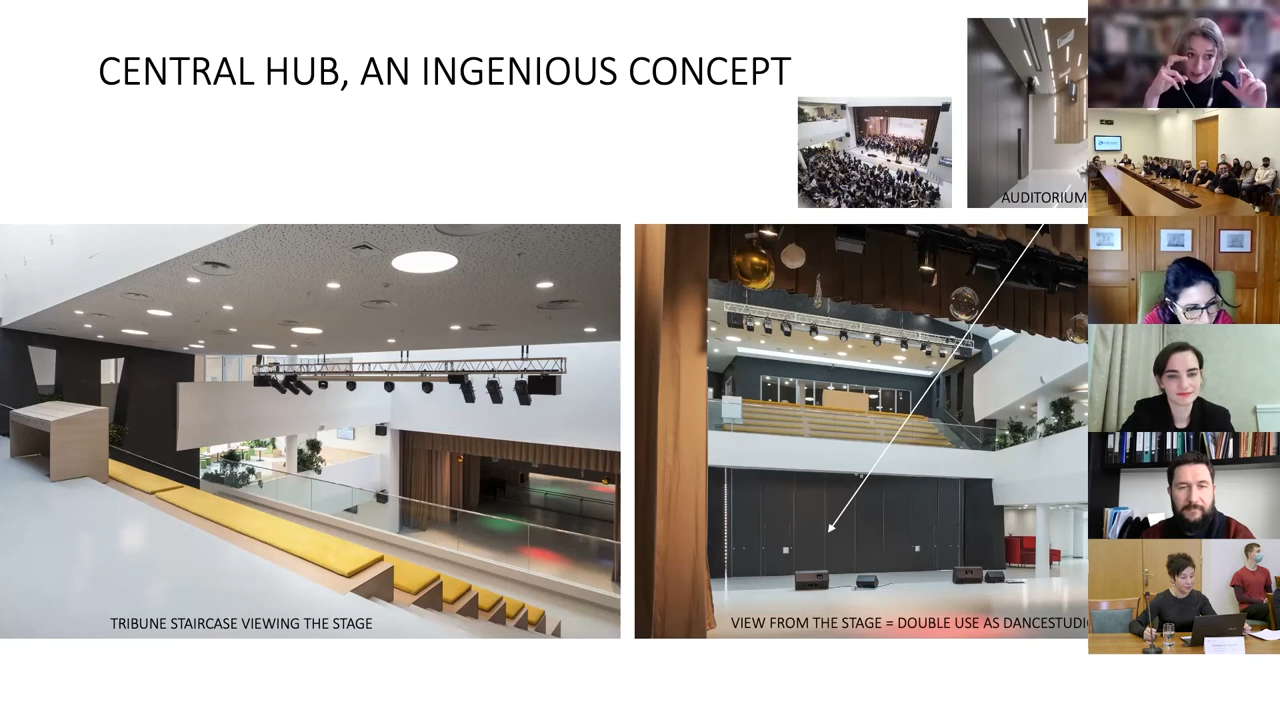 CENTRAL HUB, AN INGENIOUS CONCEPT
AUDITORIUM
TRIBUNE STAIRCASE VIEWING THE STAGE
VIEW FROM THE STAGE = DOUBLE USE AS DANCESTUDI